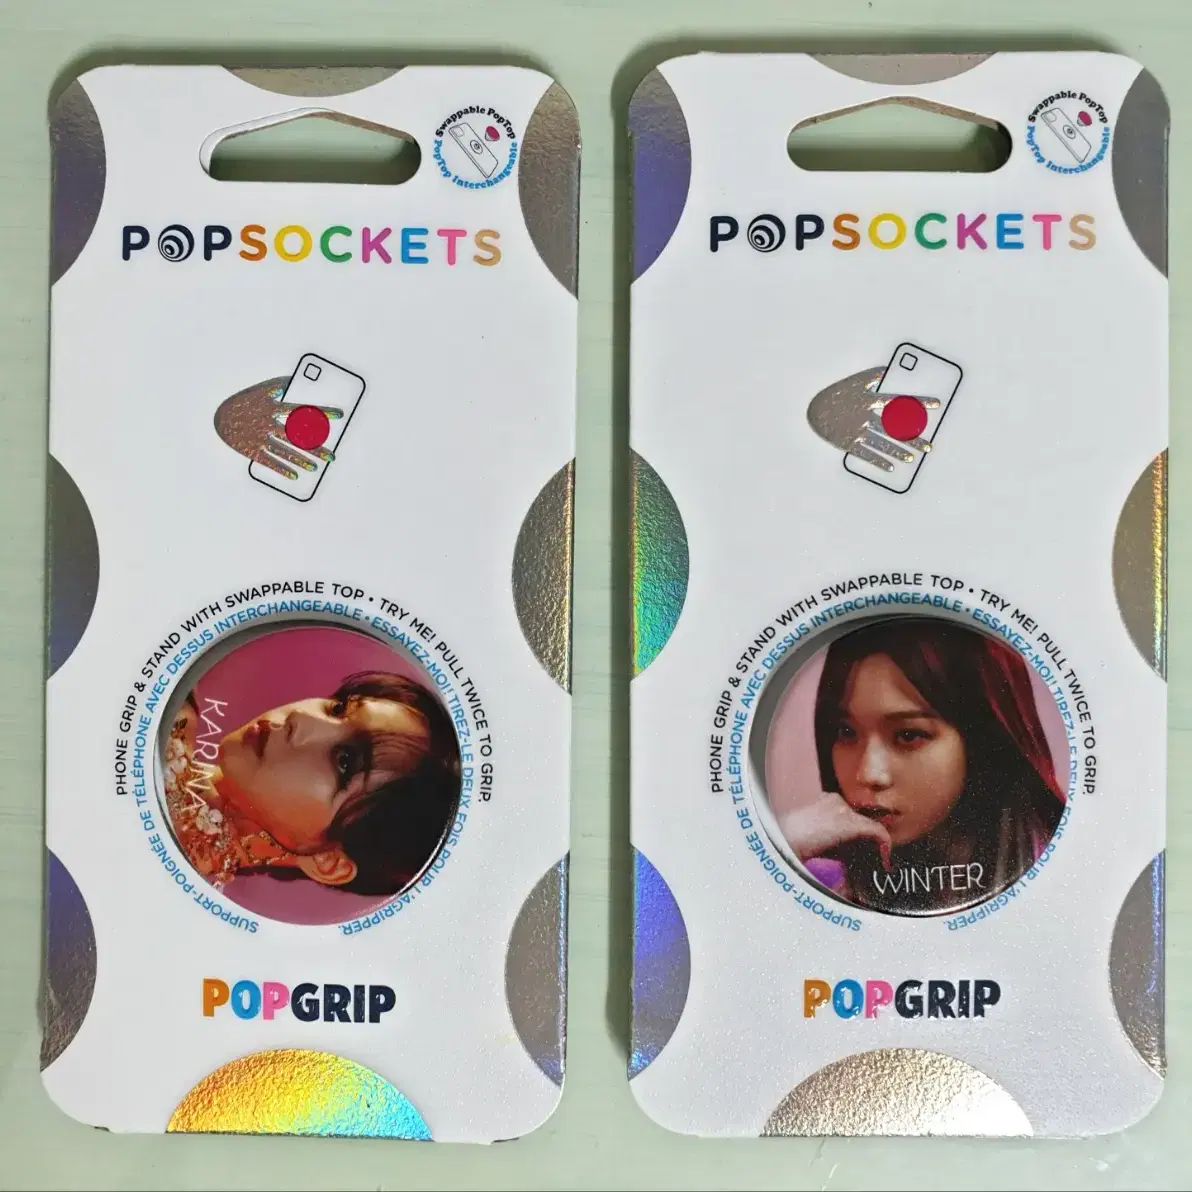 Swappable PopTop
PopTop Interchangeable
POPSOCKETS
PHONE GRIP & STAND WITH SWAPPABLE TOP • TRY ME! PULL TWICE TO GRIP.
SUPPORT-POIGNÉE DE TÉLÉPHONE AVEC DESSUS INTERCHANGEABLE • ESSAYEZ-MOI! TIREZ-LE DEUX FOIS POUR L'AGRIPPER.
KARINA
POPGRIP
Swappable PopTop
PopTop Interchangeable
POPSOCKETS
PHONE GRIP & STAND WITH SWAPPABLE TOP • TRY ME! PULL TWICE TO GRIP.
SUPPORT-POIGNÉE DE TÉLÉPHONE AVEC DESSUS INTERCHANGEABLE • ESSAYEZ-MOI! TIREZ-LE DEUX FOIS POUR L'AGRIPPER.
WINTER
POPGRIP